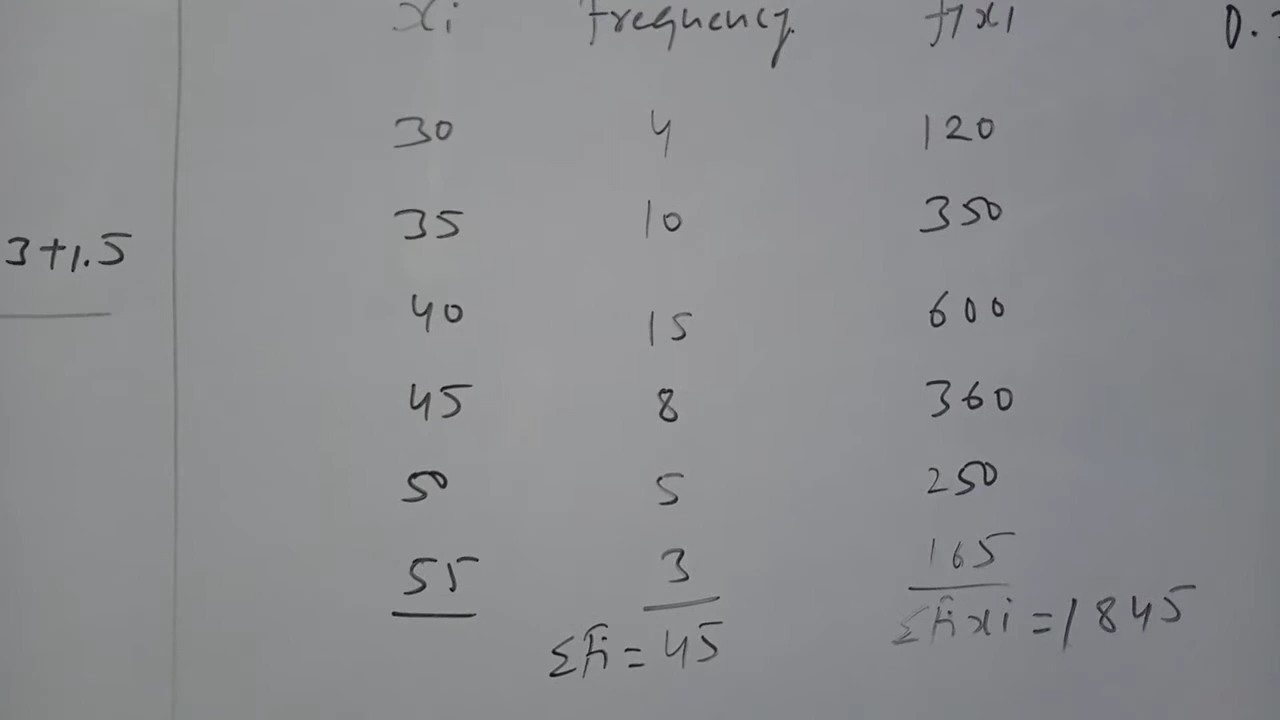 xi frequency fixi
30 4 120
35 10 350
3+1.5
40 15 600
45 8 360
50 5 250
55 3 165
Σfi = 45 Σfixi = 1845